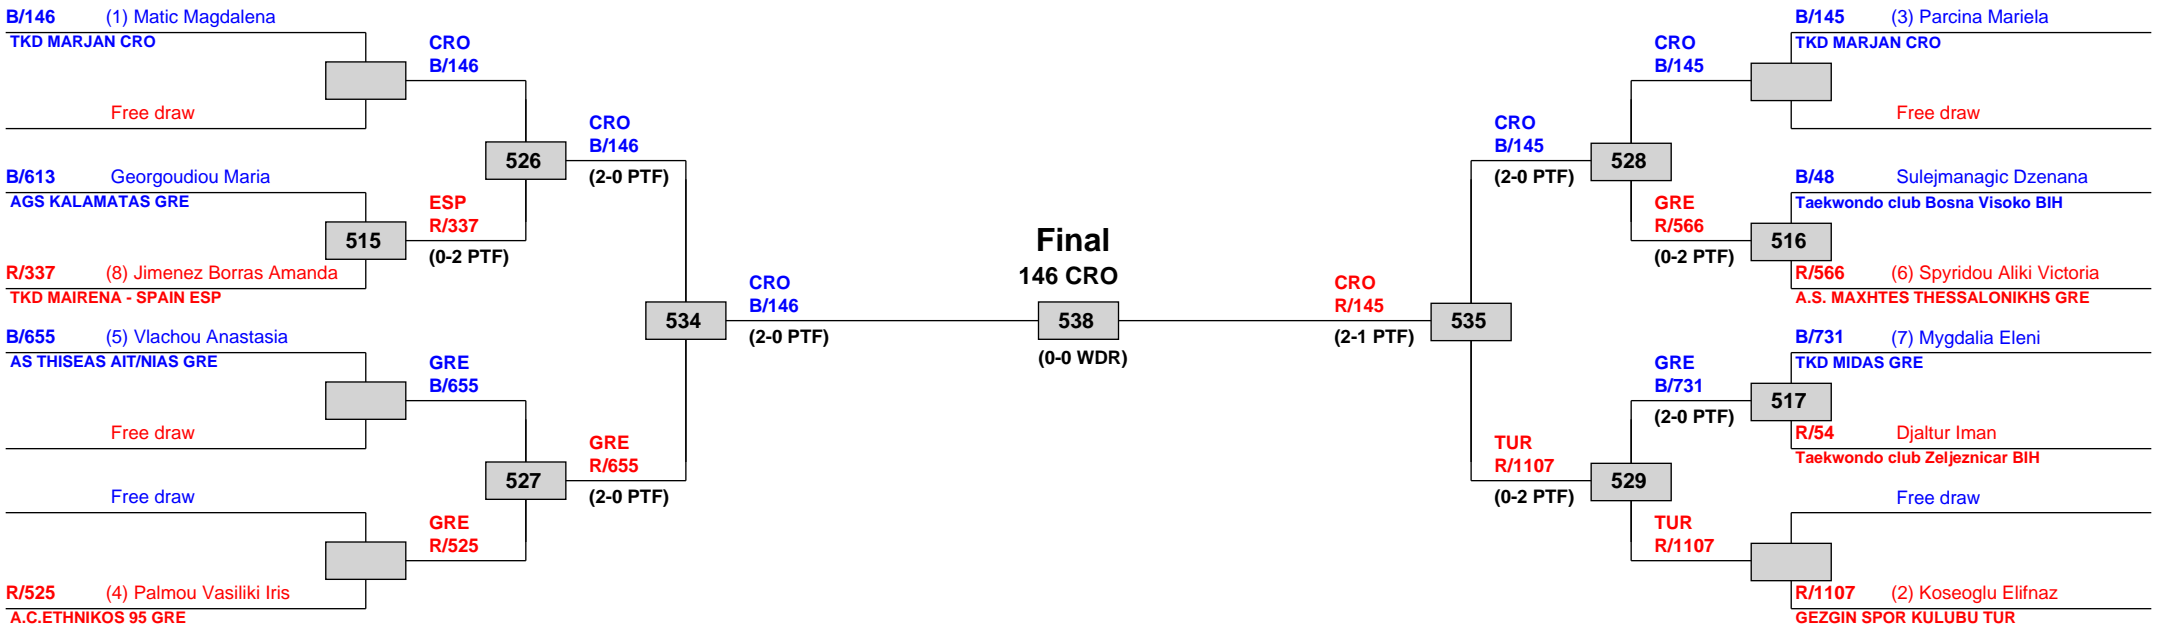 B/146 (1) Matic Magdalena
TKD MARJAN CRO
Free draw
B/613 Georgoudiou Maria
AGS KALAMATAS GRE
R/337 (8) Jimenez Borras Amanda
TKD MAIRENA - SPAIN ESP
B/655 (5) Vlachou Anastasia
AS THISEAS AIT/NIAS GRE
Free draw
Free draw
R/525 (4) Palmou Vasiliki Iris
A.C.ETHNIKOS 95 GRE
515
CRO
B/146
ESP
R/337
(0-2 PTF)
GRE
B/655
GRE
R/525
526
527
CRO
B/146
(2-0 PTF)
GRE
R/655
(2-0 PTF)
534
CRO
B/146
(2-0 PTF)
Final
146 CRO
538
(0-0 WDR)
CRO
R/145
(2-1 PTF)
535
CRO
B/145
(2-0 PTF)
TUR
R/1107
(0-2 PTF)
528
529
CRO
B/145
GRE
R/566
(0-2 PTF)
GRE
B/731
(2-0 PTF)
TUR
R/1107
516
517
B/145 (3) Parcina Mariela
TKD MARJAN CRO
Free draw
B/48 Sulejmanagic Dzenana
Taekwondo club Bosna Visoko BIH
R/566 (6) Spyridou Aliki Victoria
A.S. MAXHTES THESSALONIKHS GRE
B/731 (7) Mygdalia Eleni
TKD MIDAS GRE
R/54 Djaltur Iman
Taekwondo club Zeljeznicar BIH
Free draw
R/1107 (2) Koseoglu Elifnaz
GEZGIN SPOR KULUBU TUR